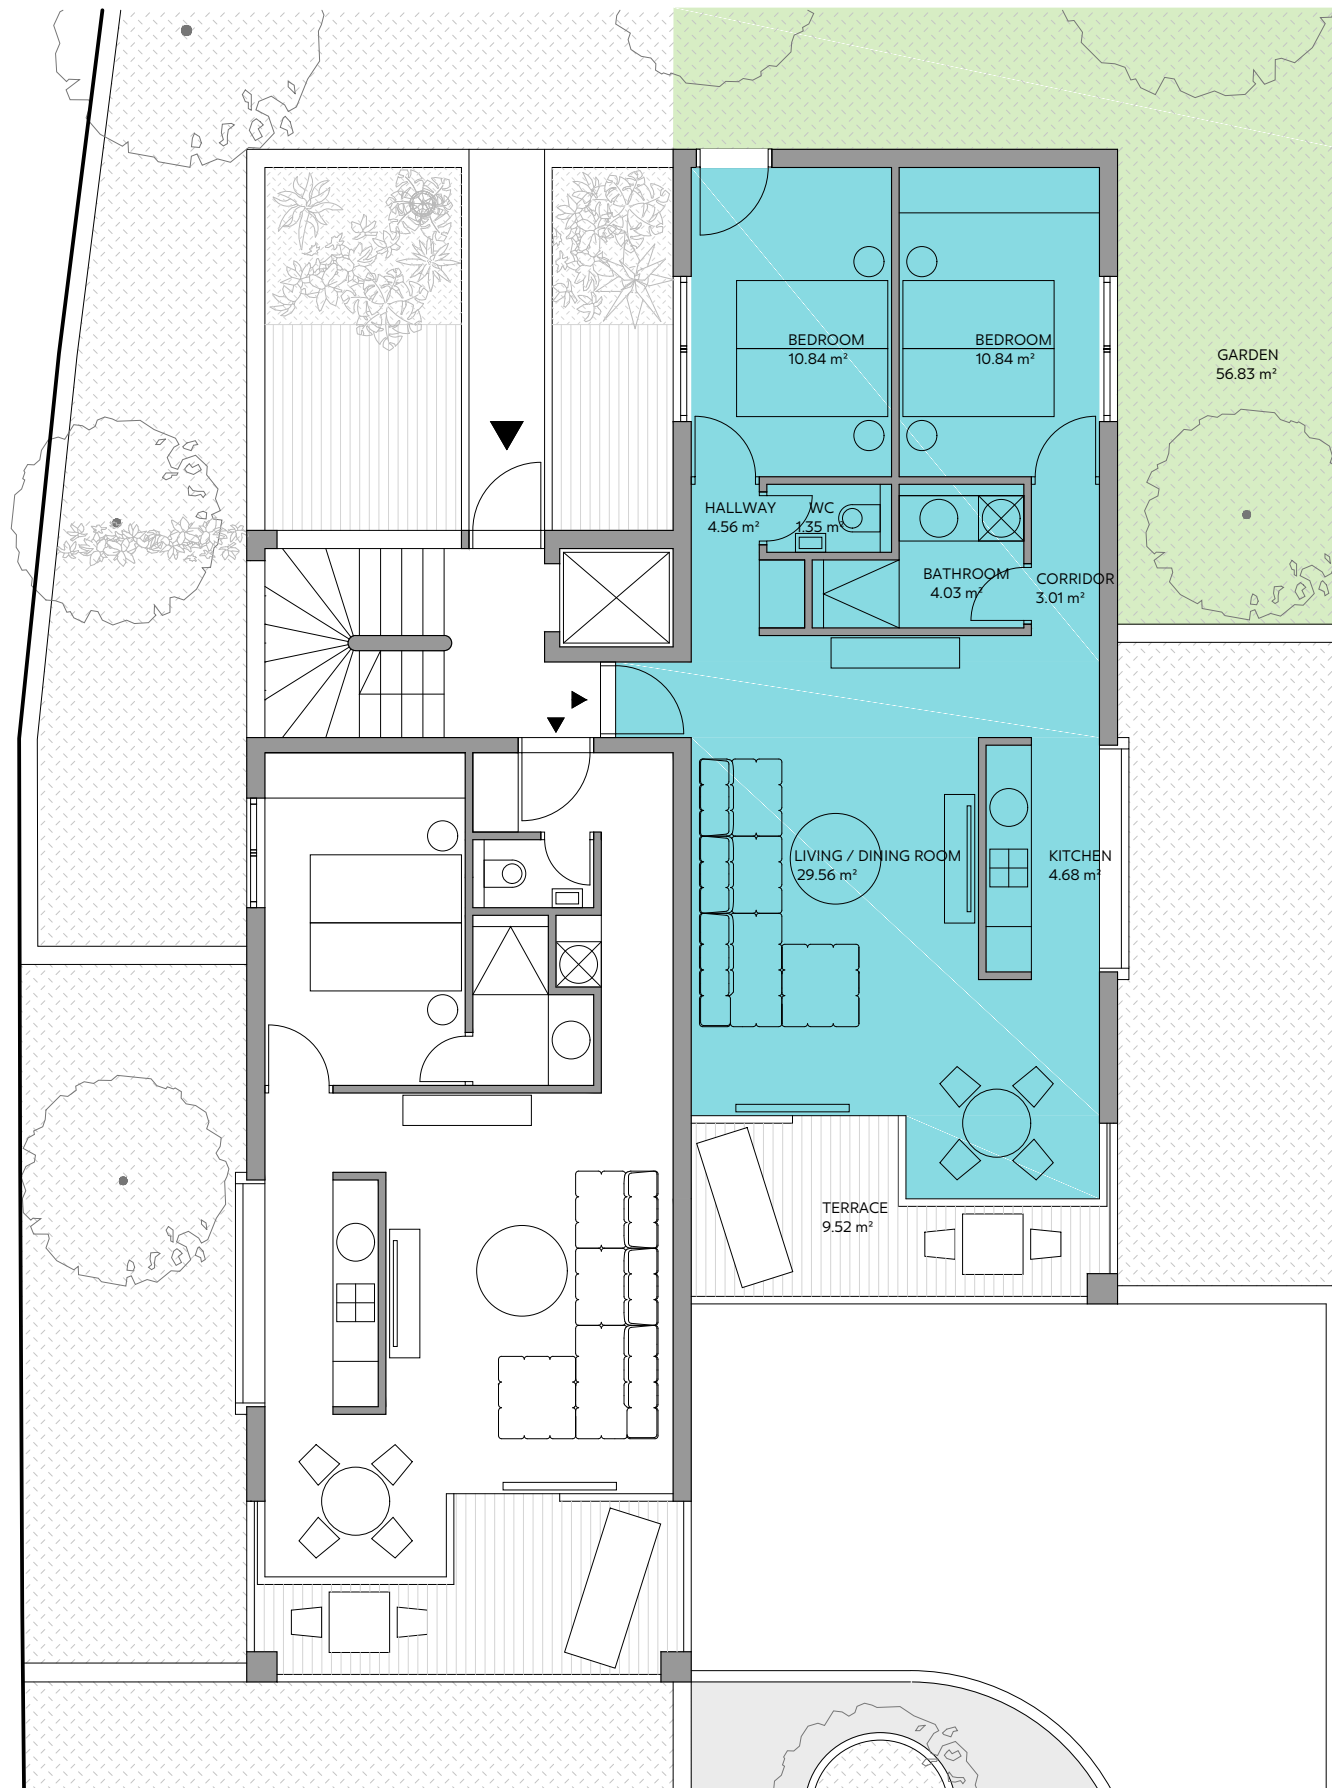 BEDROOM
10.84 m²
BEDROOM
10.84 m²
GARDEN
56.83 m²
HALLWAY
4.56 m²
WC
1.35 m²
BATHROOM
4.03 m²
CORRIDOR
3.01 m²
LIVING / DINING ROOM
29.56 m²
KITCHEN
4.68 m²
TERRACE
9.52 m²